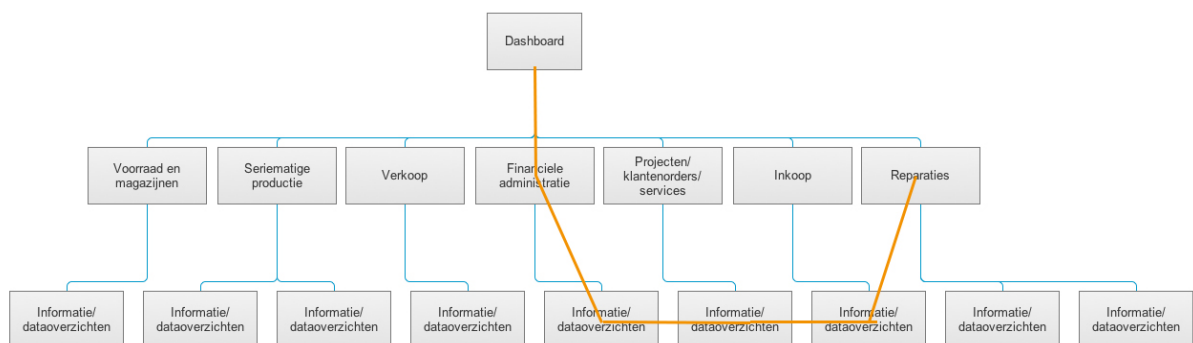 Dashboard
Voorraad en
magazijnen
Seriematige
productie
Verkoop
Financiele
administratie
Projecten/
klantenorders/
services
Inkoop
Reparaties
Informatie/
dataoverzichten
Informatie/
dataoverzichten
Informatie/
dataoverzichten
Informatie/
dataoverzichten
Informatie/
dataoverzichten
Informatie/
dataoverzichten
Informatie/
dataoverzichten
Informatie/
dataoverzichten
Informatie/
dataoverzichten